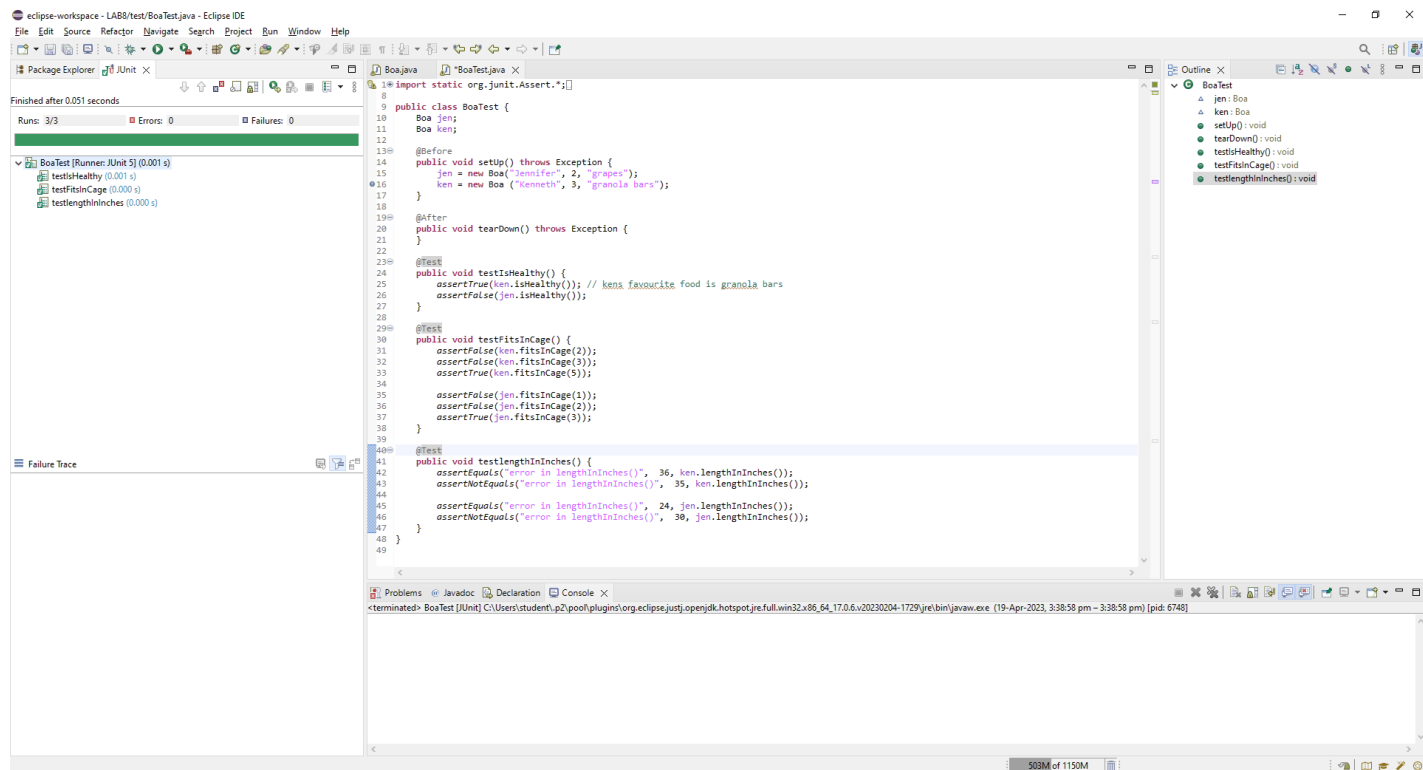 eclipse-workspace - LAB8/test/BoaTest.java - Eclipse IDE
File Edit Source Refactor Navigate Search Project Run Window Help
Package Explorer JUnit
Finished after 0.051 seconds
Runs: 3/3 Errors: 0 Failures: 0
BoaTest [Runner: JUnit 5] (0.001 s)
testIsHealthy (0.001 s)
testFitsInCage (0.000 s)
testlengthInInches (0.000 s)
Failure Trace
Boa.java *BoaTest.java
1 import static org.junit.Assert.*;
8
9 public class BoaTest {
10 Boa jen;
11 Boa ken;
12
13 @Before
14 public void setUp() throws Exception {
15 jen = new Boa("Jennifer", 2, "grapes");
16 ken = new Boa ("Kenneth", 3, "granola bars");
17 }
18
19 @After
20 public void tearDown() throws Exception {
21 }
22
23 @Test
24 public void testIsHealthy() {
25 assertTrue(ken.isHealthy()); // kens favourite food is granola bars
26 assertFalse(jen.isHealthy());
27 }
28
29 @Test
30 public void testFitsInCage() {
31 assertFalse(ken.fitsInCage(2));
32 assertFalse(ken.fitsInCage(3));
33 assertTrue(ken.fitsInCage(5));
34
35 assertFalse(jen.fitsInCage(1));
36 assertFalse(jen.fitsInCage(2));
37 assertTrue(jen.fitsInCage(3));
38 }
39
40 @Test
41 public void testlengthInInches() {
42 assertEquals("error in lengthInInches()", 36, ken.lengthInInches());
43 assertNotEquals("error in lengthInInches()", 35, ken.lengthInInches());
44
45 assertEquals("error in lengthInInches()", 24, jen.lengthInInches());
46 assertNotEquals("error in lengthInInches()", 30, jen.lengthInInches());
47 }
48 }
49
Outline
BoaTest
jen : Boa
ken : Boa
setUp() : void
tearDown() : void
testIsHealthy() : void
testFitsInCage() : void
testlengthInInches() : void
Problems Javadoc Declaration Console
<terminated> BoaTest [JUnit] C:\Users\student\.p2\pool\plugins\org.eclipse.justj.openjdk.hotspot.jre.full.win32.x86_64_17.0.6.v20230204-1729\jre\bin\javaw.exe (19-Apr-2023, 3:38:58 pm – 3:38:58 pm) [pid: 6748]
503M of 1150M